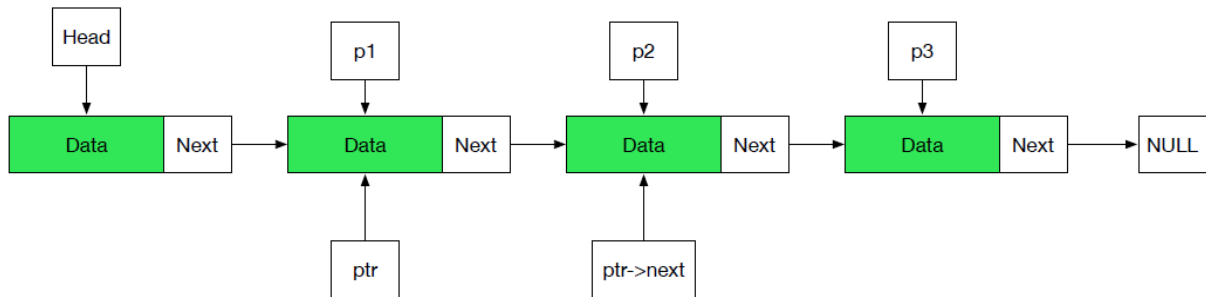 Head
p1
p2
p3
Data Next
Data Next
Data Next
Data Next
NULL
ptr
ptr->next